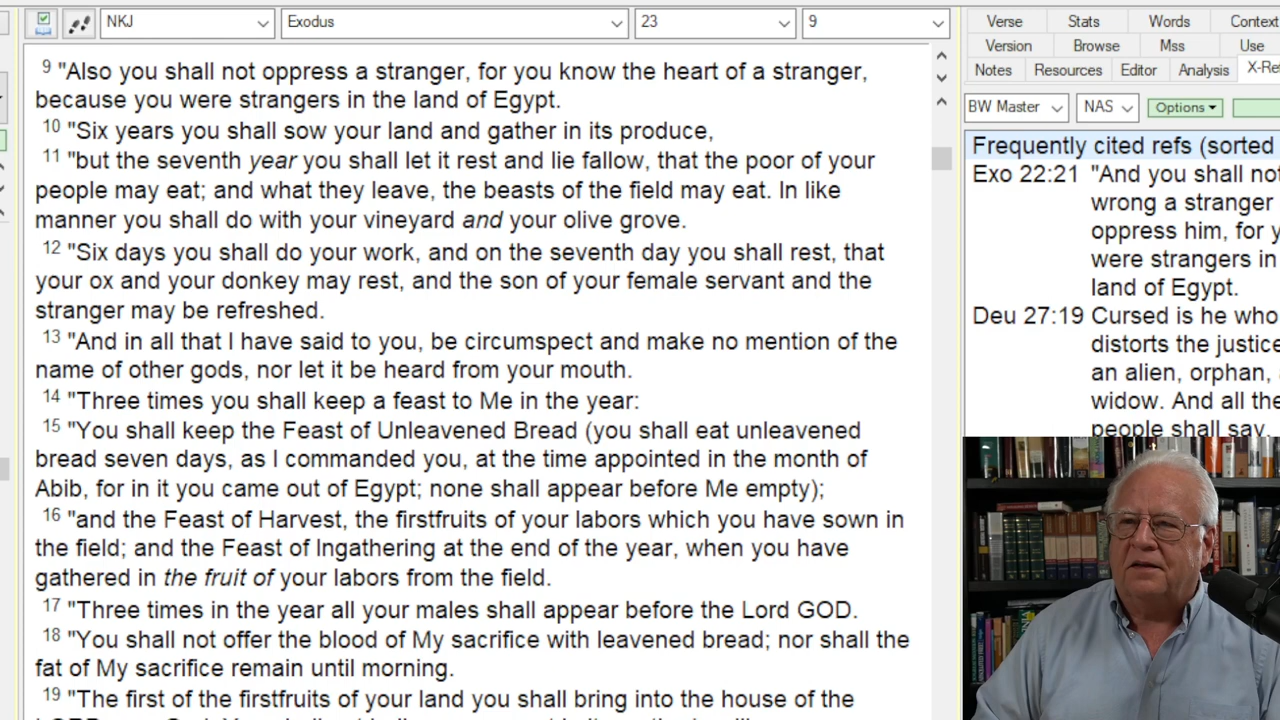 NKJ Exodus 23 9
9 "Also you shall not oppress a stranger, for you know the heart of a stranger,
because you were strangers in the land of Egypt.
10 "Six years you shall sow your land and gather in its produce,
11 "but the seventh year you shall let it rest and lie fallow, that the poor of your
people may eat; and what they leave, the beasts of the field may eat. In like
manner you shall do with your vineyard and your olive grove.
12 "Six days you shall do your work, and on the seventh day you shall rest, that
your ox and your donkey may rest, and the son of your female servant and the
stranger may be refreshed.
13 "And in all that I have said to you, be circumspect and make no mention of the
name of other gods, nor let it be heard from your mouth.
14 "Three times you shall keep a feast to Me in the year:
15 "You shall keep the Feast of Unleavened Bread (you shall eat unleavened
bread seven days, as I commanded you, at the time appointed in the month of
Abib, for in it you came out of Egypt; none shall appear before Me empty);
16 "and the Feast of Harvest, the firstfruits of your labors which you have sown in
the field; and the Feast of Ingathering at the end of the year, when you have
gathered in the fruit of your labors from the field.
17 "Three times in the year all your males shall appear before the Lord GOD.
18 "You shall not offer the blood of My sacrifice with leavened bread; nor shall the
fat of My sacrifice remain until morning.
19 "The first of the firstfruits of your land you shall bring into the house of the
Verse Stats Words Context
Version Browse Mss Use
Notes Resources Editor Analysis X-Re
BW Master NAS Options
Frequently cited refs (sorted
Exo 22:21 "And you shall not
wrong a stranger
oppress him, for y
were strangers in
land of Egypt.
Deu 27:19 Cursed is he who
distorts the justice
an alien, orphan,
widow. And all the
people shall say,